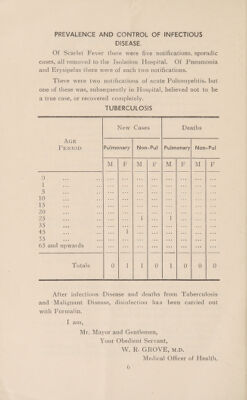 PREVALENCE AND CONTROL OF INFECTIOUS
DISEASE.
Of Scarlet Fever there were five notifications, sporadic
cases, all removed to the Isolation Hospital. Of Pneumonia
and Erysipelas there were of each two notifications.
There were two notifications of acute Poliomyelitis, but
one of these was, subsequently in Hospital, believed not to be
a true case, or recovered completely.
TUBERCULOSIS
AGE PERIOD New Cases Deaths
Pulmonary Non-Pul Pulmonary Non-Pul
M F M F M F M F
0 ... ... ... ... ... ... ... ... ... ...
1 ... ... ... ... ... ... ... ... ... ...
5 ... ... ... ... ... ... ... ... ... ...
10 ... ... ... ... ... ... ... ... ... ...
15 ... ... ... ... ... ... ... ... ... ...
20 ... ... ... ... ... ... ... ... ... ...
25 ... ... ... ... 1 ... 1 ... ... ...
35 ... ... ... ... ... ... ... ... ... ...
45 ... ... ... 1 ... ... ... ... ... ...
55 ... ... ... ... ... ... ... ... ... ...
65 and upwards ... ... ... ... ... ... ... ... ...
Totals 0 1 1 0 1 0 0 0
After infectious Disease and deaths from Tuberculosis
and Malignant Disease, disinfection has been carried out
with Formalin.
I am,
Mr. Mayor and Gentlemen,
Your Obedient Servant,
W. R. GROVE, M.D.
Medical Officer of Health.
6